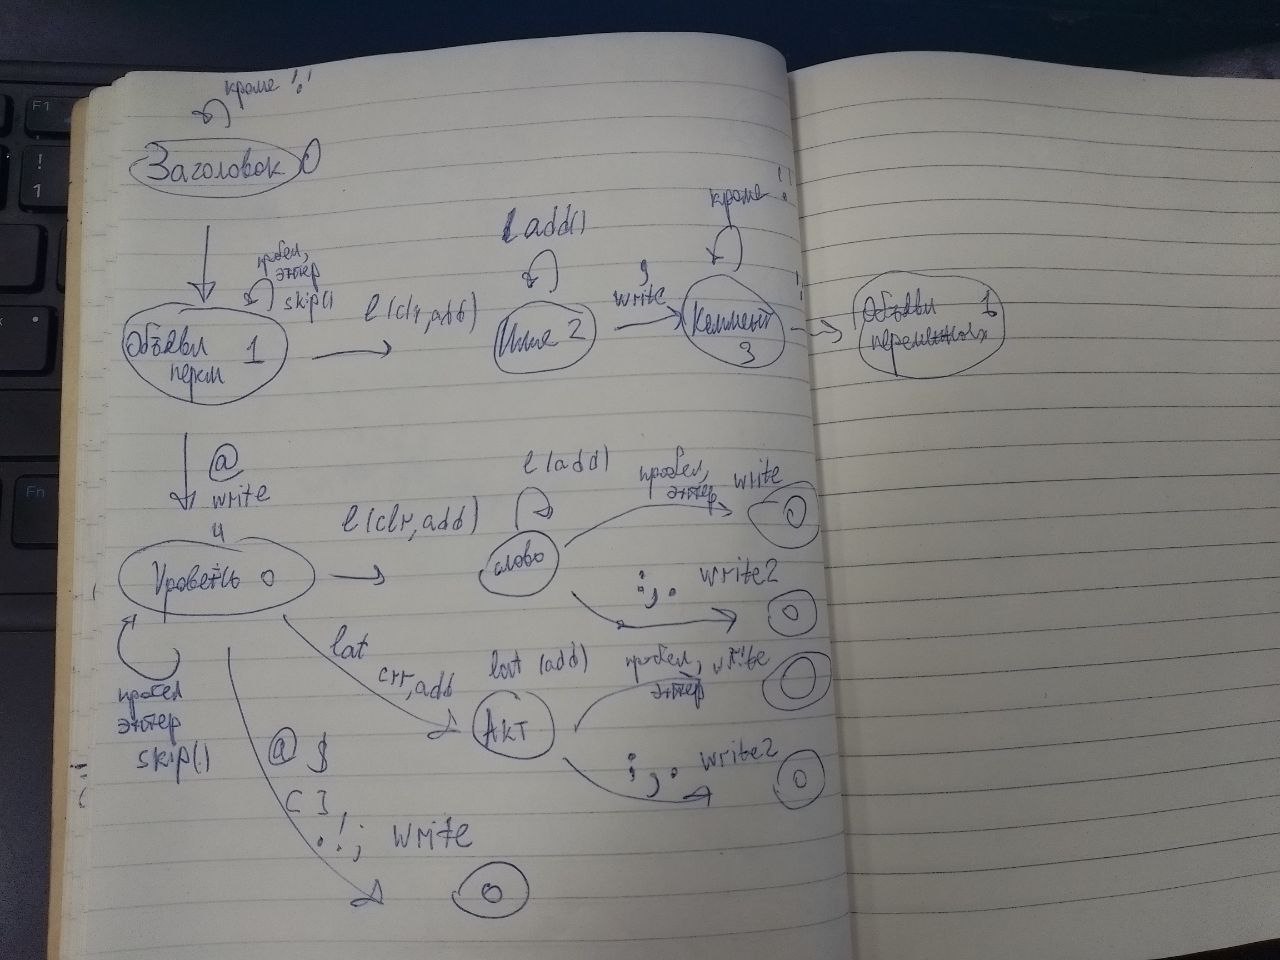 кроме '!'
Заголовок 0
пробел,
энтер
skip()
Объявл 1
перем
l (clr, add)
l add()
Имя 2
,
write
кроме '!'
Коммент
3
'!'
Объявл 1
переменных
@
write
4
Уровень 0
пробел
энтер
skip()
l (clr, add)
l (add)
слово
пробел, write
энтер
0
: , . write2
0
lat
crr, add
lat (add)
Акт
пробел, write
энтер
: , . write2
0
@ $
[ ],
. ! ; write
0
F1
!
1
Fn